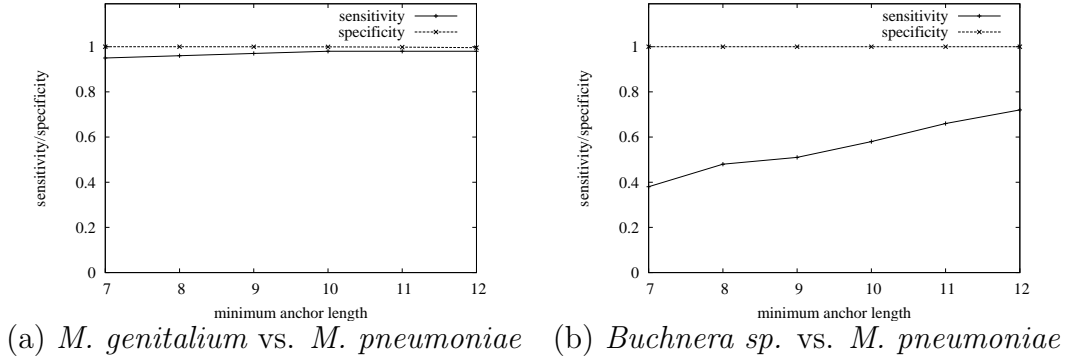 sensitivity
specificity
1
0.8
0.6
0.4
0.2
0
sensitivity/specificity
7 8 9 10 11 12
minimum anchor length
(a) M. genitalium vs. M. pneumoniae
sensitivity
specificity
1
0.8
0.6
0.4
0.2
0
sensitivity/specificity
7 8 9 10 11 12
minimum anchor length
(b) Buchnera sp. vs. M. pneumoniae